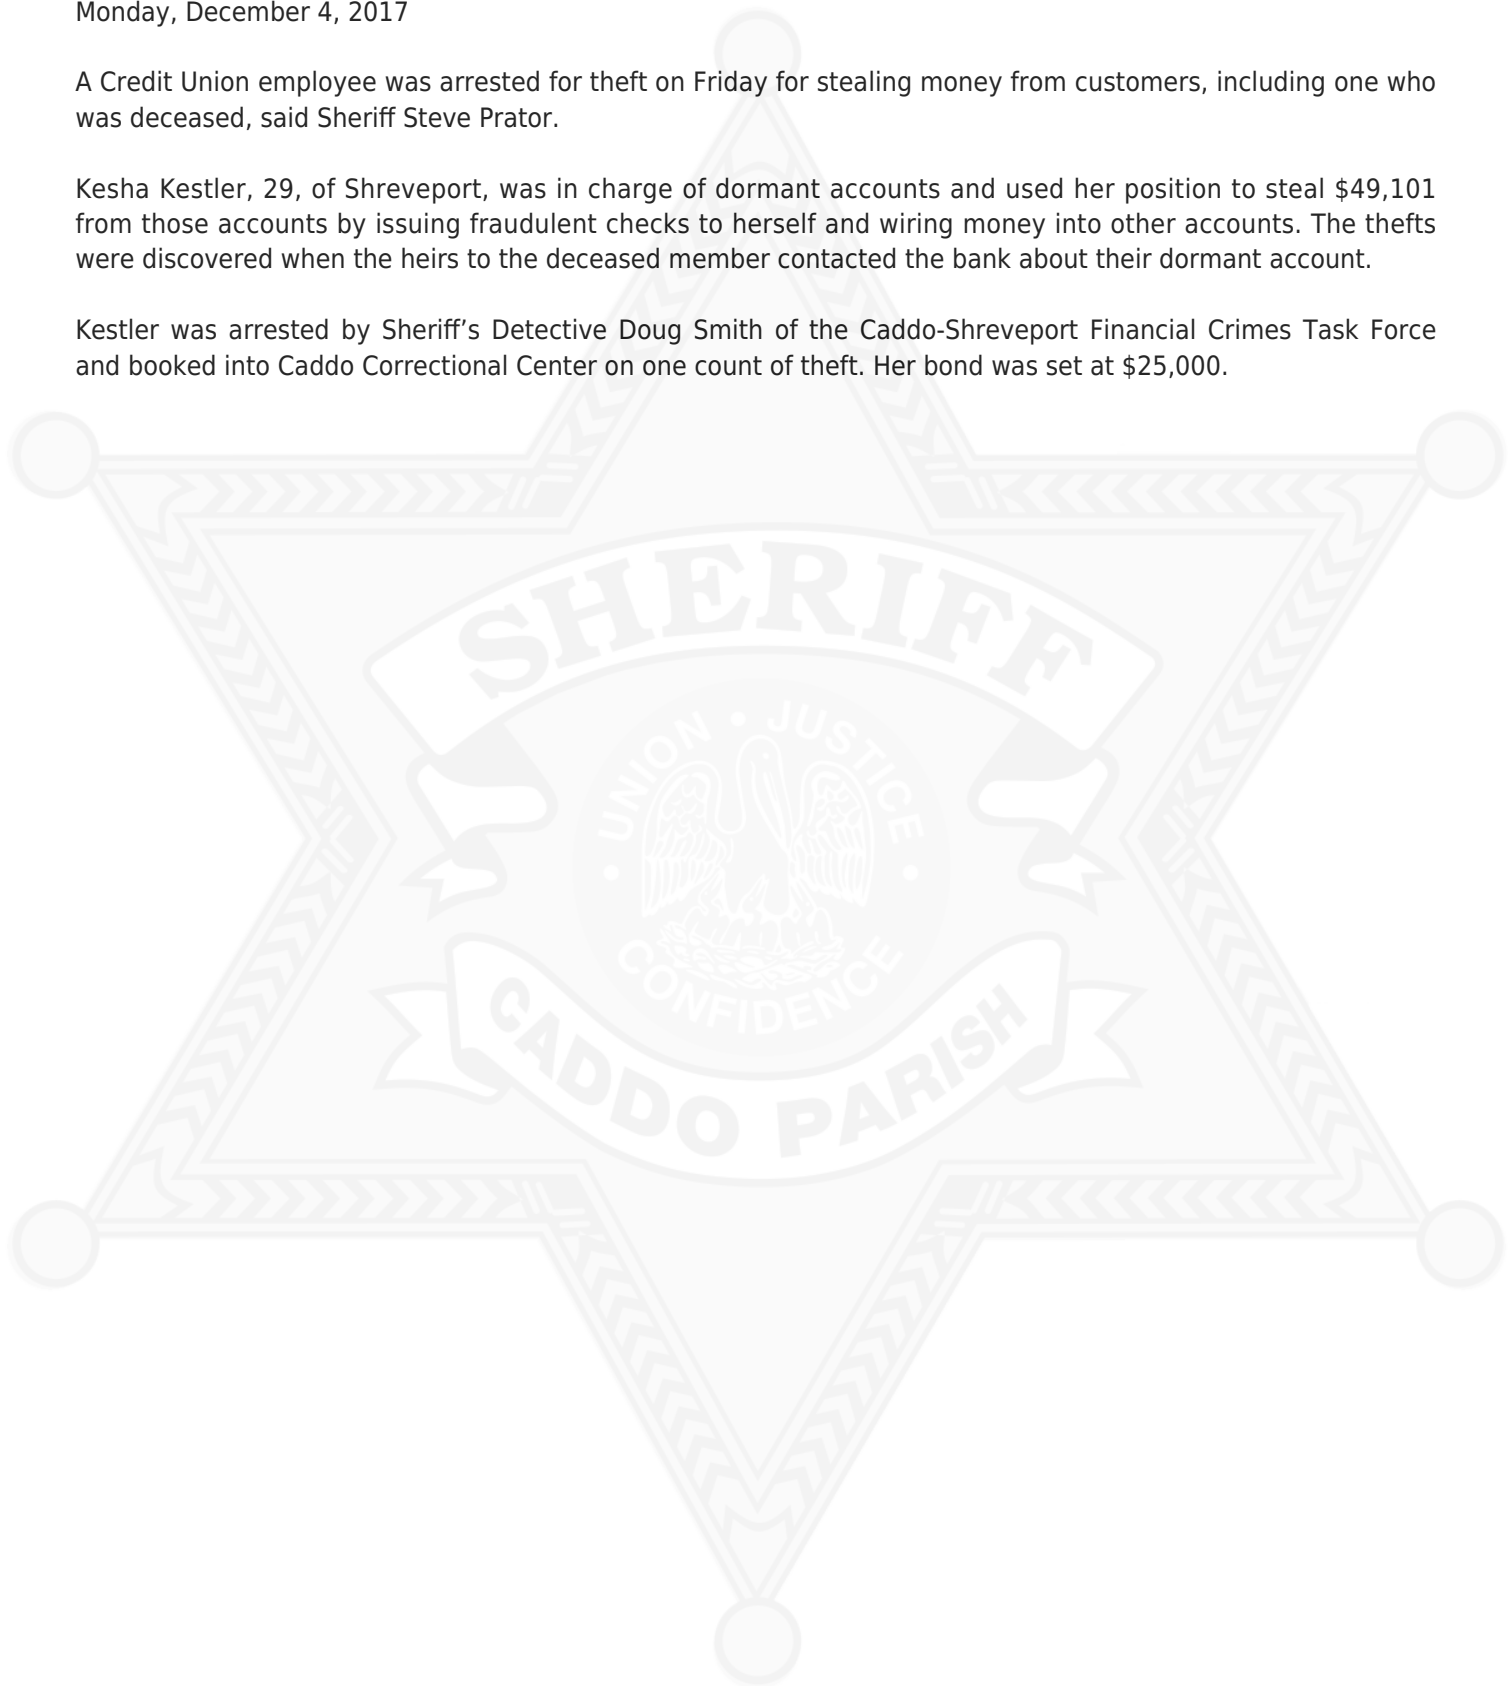 Monday, December 4, 2017
A Credit Union employee was arrested for theft on Friday for stealing money from customers, including one who
was deceased, said Sheriff Steve Prator.
Kesha Kestler, 29, of Shreveport, was in charge of dormant accounts and used her position to steal $49,101
from those accounts by issuing fraudulent checks to herself and wiring money into other accounts. The thefts
were discovered when the heirs to the deceased member contacted the bank about their dormant account.
Kestler was arrested by Sheriff’s Detective Doug Smith of the Caddo-Shreveport Financial Crimes Task Force
and booked into Caddo Correctional Center on one count of theft. Her bond was set at $25,000.
SHERIFF
UNION • JUSTICE
• CONFIDENCE •
CADDO PARISH